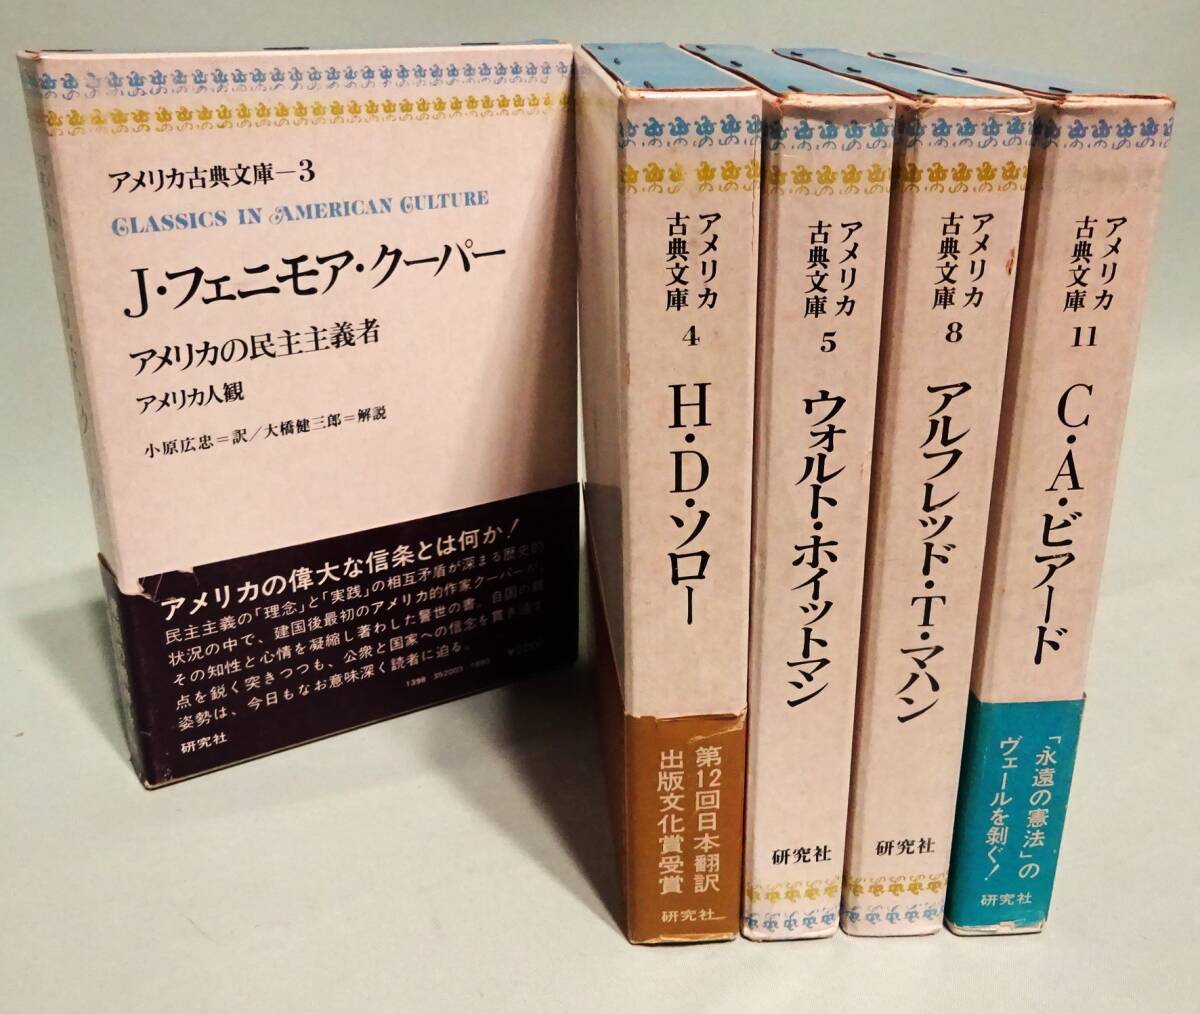 アメリカ古典文庫-3
CLASSICS IN AMERICAN CULTURE
J・フェニモア・クーパー
アメリカの民主主義者
アメリカ人観
小原広忠=訳/大橋健三郎=解説
アメリカの偉大な信条とは何か!
民主主義の「理念」と「実践」の相互矛盾が深まる歴史的
状況の中で、建国後最初のアメリカ的作家クーパーが、
その知性と心情を凝縮し著わした警世の書。自国の弱
点を鋭く突きつつも、公衆と国家への信念を貫き通す
姿勢は、今日もなお意味深く読者に迫る。
1398 352003 1860
研究社
アメリカ
古典文庫
4
H・D・ソロー
第12回日本翻訳
出版文化賞受賞
研究社
アメリカ
古典文庫
5
ウォルト・ホイットマン
研究社
アメリカ
古典文庫
8
アルフレッド・T・マハン
研究社
アメリカ
古典文庫
11
C・A・ビアード
「永遠の憲法」の
ヴェールを剝ぐ!
研究社